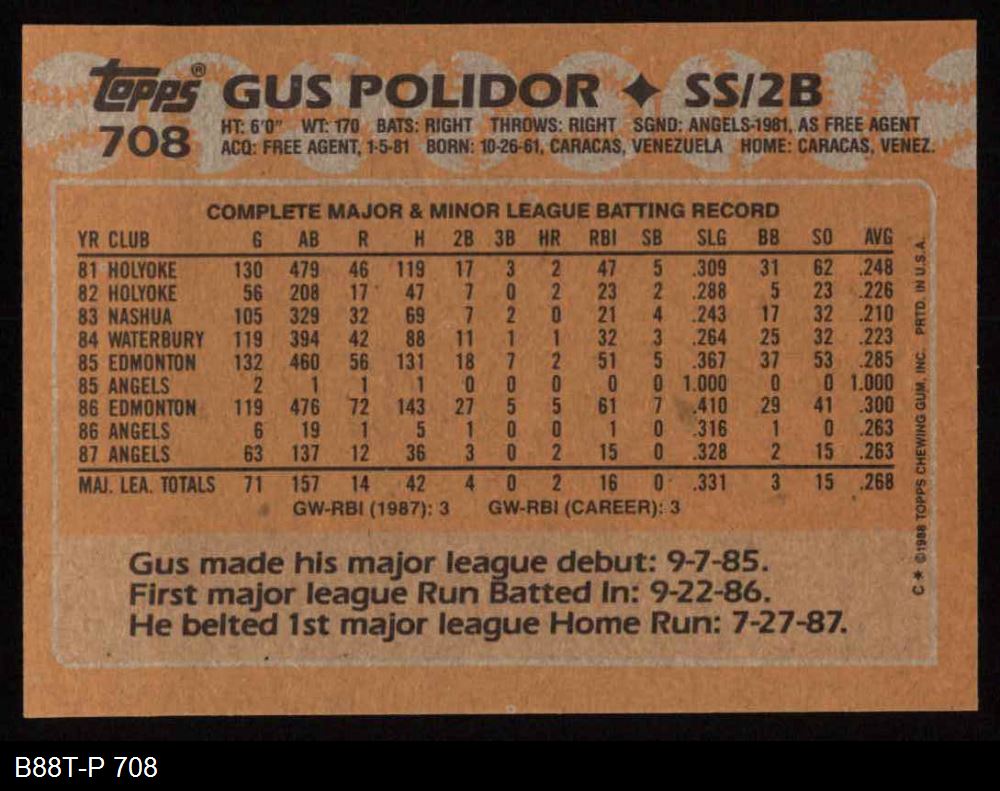 topps® GUS POLIDOR ♦ SS/2B
708 HT: 6'0" WT: 170 BATS: RIGHT THROWS: RIGHT SGND: ANGELS-1981, AS FREE AGENT
ACQ: FREE AGENT, 1-5-81 BORN: 10-26-61, CARACAS, VENEZUELA HOME: CARACAS, VENEZ.
COMPLETE MAJOR & MINOR LEAGUE BATTING RECORD
YR CLUB G AB R H 2B 3B HR RBI SB SLG BB SO AVG
81 HOLYOKE 130 479 46 119 17 3 2 47 5 .309 31 62 .248
82 HOLYOKE 56 208 17 47 7 0 2 23 2 .288 5 23 .226
83 NASHUA 105 329 32 69 7 2 0 21 4 .243 17 32 .210
84 WATERBURY 119 394 42 88 11 1 1 32 3 .264 25 32 .223
85 EDMONTON 132 460 56 131 18 7 2 51 5 .367 37 53 .285
85 ANGELS 2 1 1 1 0 0 0 0 0 1.000 0 0 1.000
86 EDMONTON 119 476 72 143 27 5 5 61 7 .410 29 41 .300
86 ANGELS 6 19 1 5 1 0 0 1 0 .316 1 0 .263
87 ANGELS 63 137 12 36 3 0 2 15 0 .328 2 15 .263
MAJ. LEA. TOTALS 71 157 14 42 4 0 2 16 0 .331 3 15 .268
GW-RBI (1987): 3 GW-RBI (CAREER): 3
Gus made his major league debut: 9-7-85.
First major league Run Batted In: 9-22-86.
He belted 1st major league Home Run: 7-27-87.
C* ©1988 TOPPS CHEWING GUM, INC. PRTD. IN U.S.A.
B88T-P 708